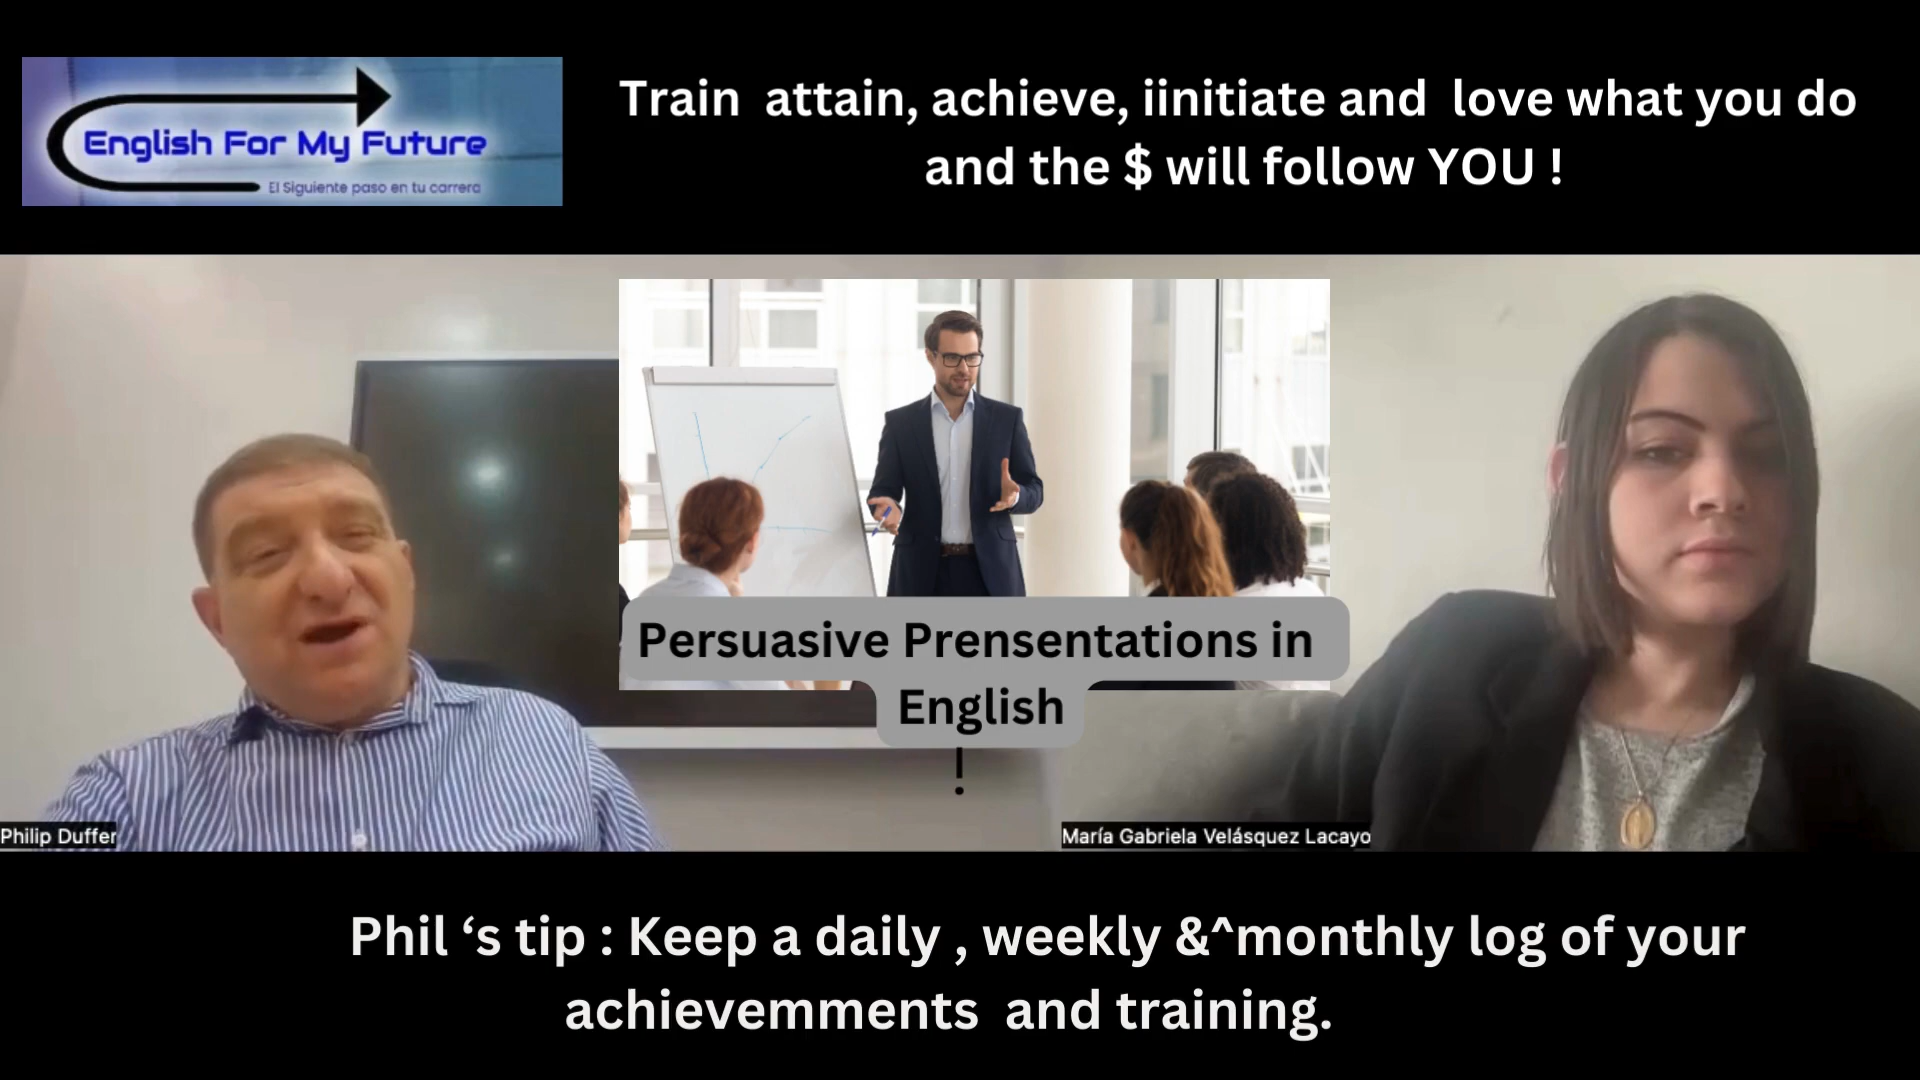 English For My Future
El Siguiente paso en tu carrera
Train attain, achieve, iinitiate and love what you do
and the $ will follow YOU !
Persuasive Prensentations in
English
!
Philip Duffer
María Gabriela Velásquez Lacayo
Phil ‘s tip : Keep a daily , weekly &^monthly log of your
achievemments and training.